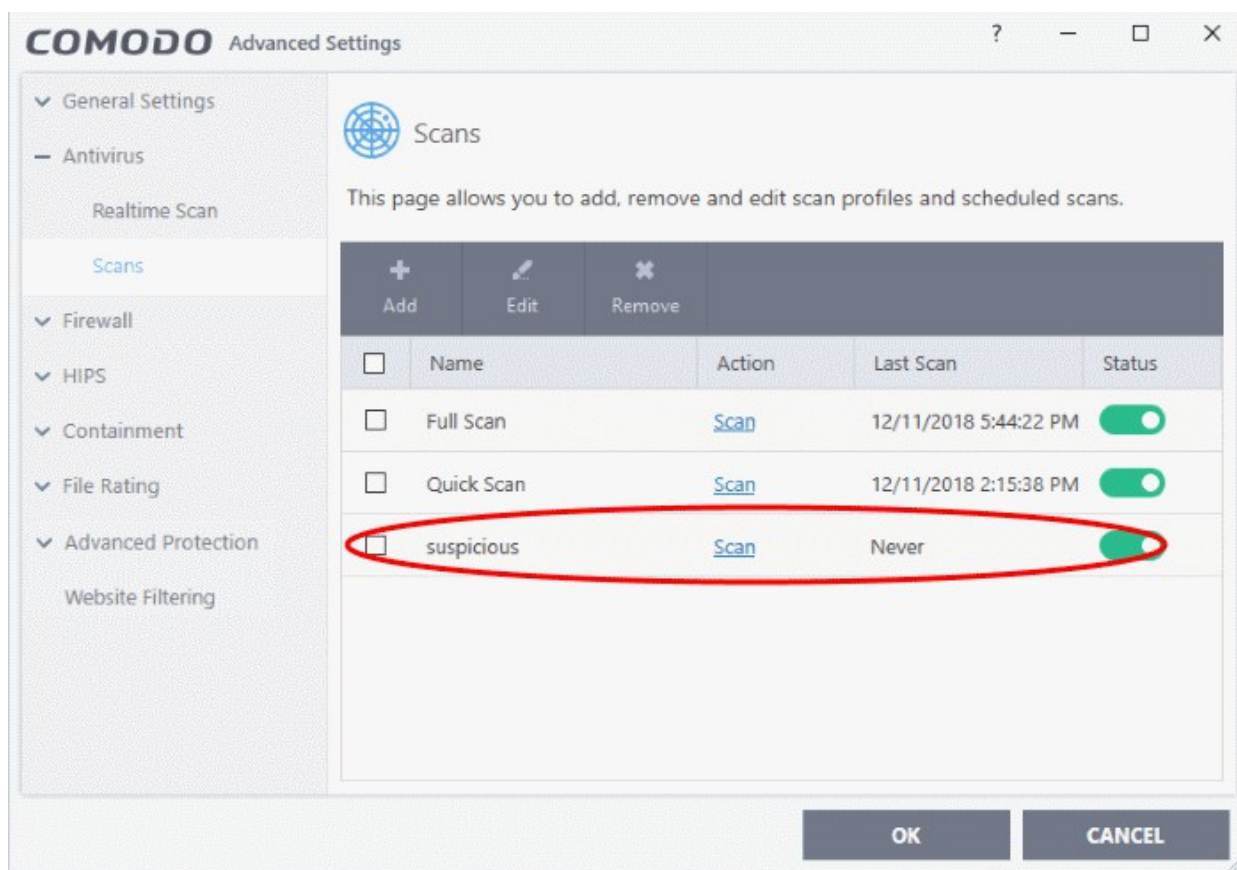 COMODO Advanced Settings ?
General Settings
Antivirus
Realtime Scan
Scans
Firewall
HIPS
Containment
File Rating
Advanced Protection
Website Filtering
Scans
This page allows you to add, remove and edit scan profiles and scheduled scans.
Add Edit Remove
Name Action Last Scan Status
Full Scan Scan 12/11/2018 5:44:22 PM
Quick Scan Scan 12/11/2018 2:15:38 PM
suspicious Scan Never
OK CANCEL